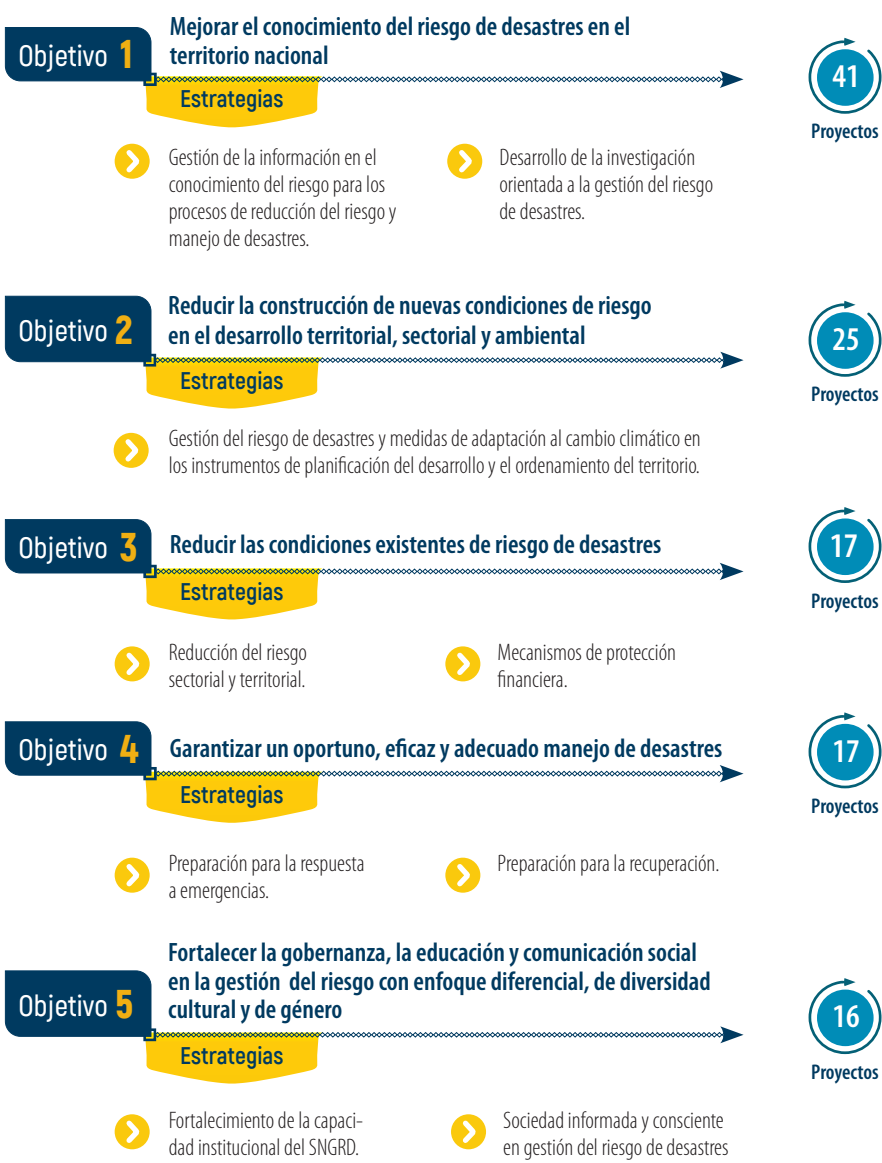 Objetivo 1
Mejorar el conocimiento del riesgo de desastres en el
territorio nacional
Estrategias
41
Proyectos
Gestión de la información en el
conocimiento del riesgo para los
procesos de reducción del riesgo y
manejo de desastres.
Desarrollo de la investigación
orientada a la gestión del riesgo
de desastres.
Objetivo 2
Reducir la construcción de nuevas condiciones de riesgo
en el desarrollo territorial, sectorial y ambiental
Estrategias
25
Proyectos
Gestión del riesgo de desastres y medidas de adaptación al cambio climático en
los instrumentos de planificación del desarrollo y el ordenamiento del territorio.
Objetivo 3
Reducir las condiciones existentes de riesgo de desastres
Estrategias
17
Proyectos
Reducción del riesgo
sectorial y territorial.
Mecanismos de protección
financiera.
Objetivo 4
Garantizar un oportuno, eficaz y adecuado manejo de desastres
Estrategias
17
Proyectos
Preparación para la respuesta
a emergencias.
Preparación para la recuperación.
Objetivo 5
Fortalecer la gobernanza, la educación y comunicación social
en la gestión del riesgo con enfoque diferencial, de diversidad
cultural y de género
Estrategias
16
Proyectos
Fortalecimiento de la capaci-
dad institucional del SNGRD.
Sociedad informada y consciente
en gestión del riesgo de desastres